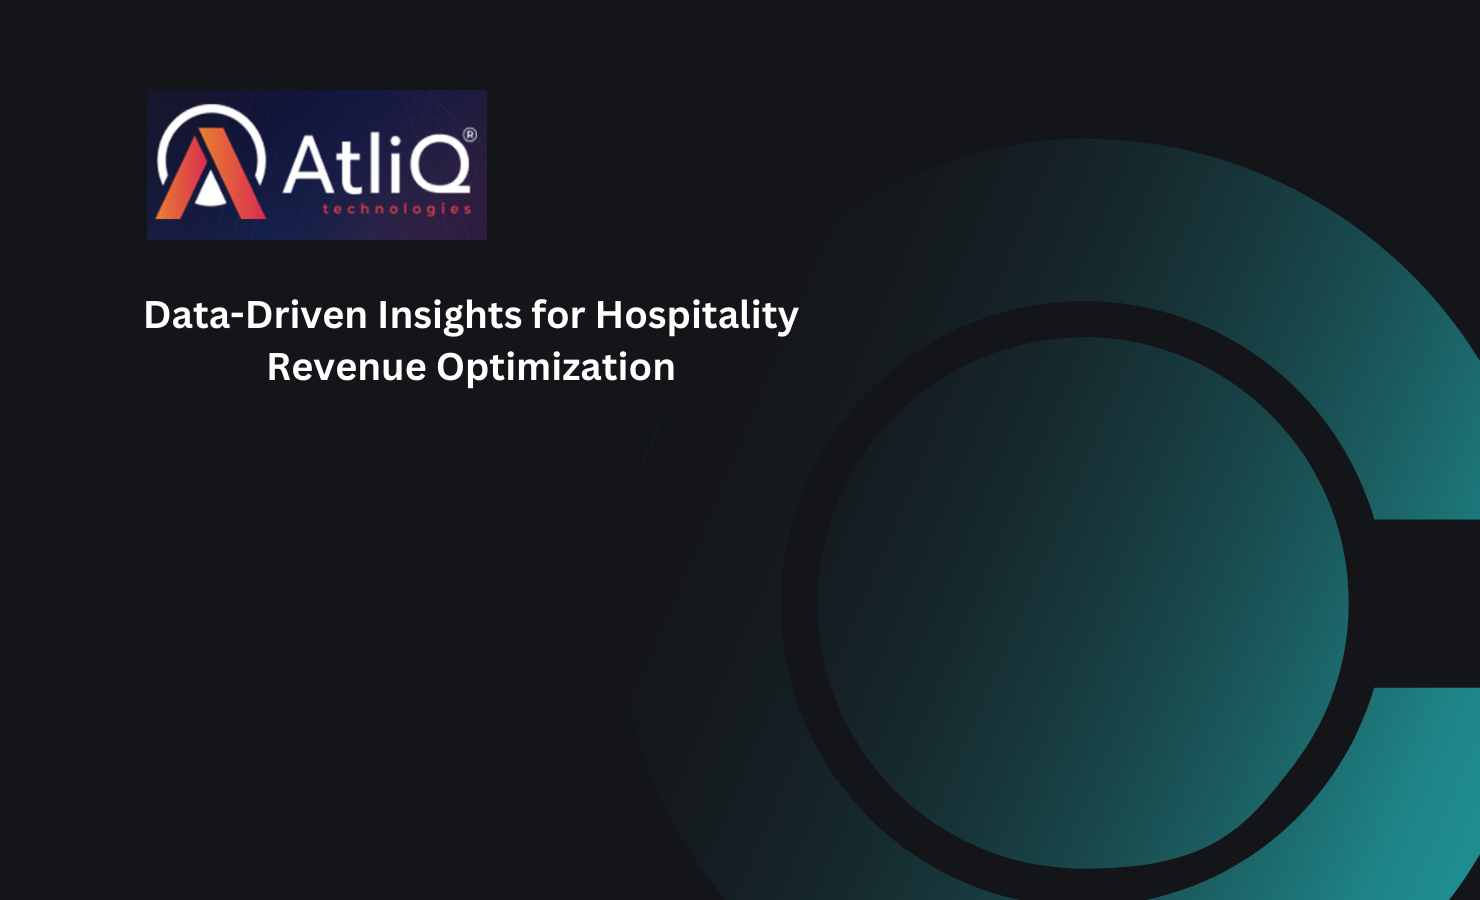 AtliQ®
technologies
Data-Driven Insights for Hospitality
Revenue Optimization